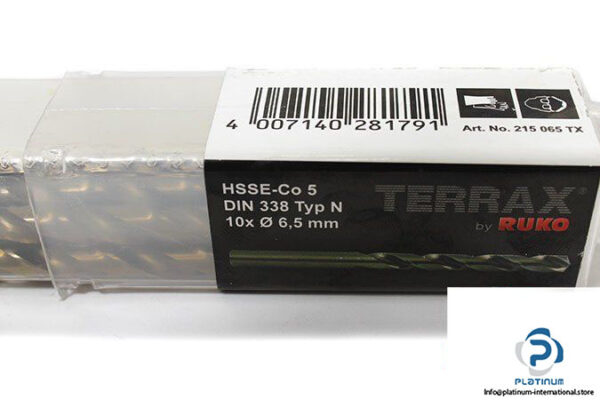 4 007140 281791
Art. No. 215 065 TX
HSSE-Co 5
DIN 338 Typ N
10x Ø 6,5 mm
TERRAX
by RUKO
PLATINUM
Info@platinum-international.store